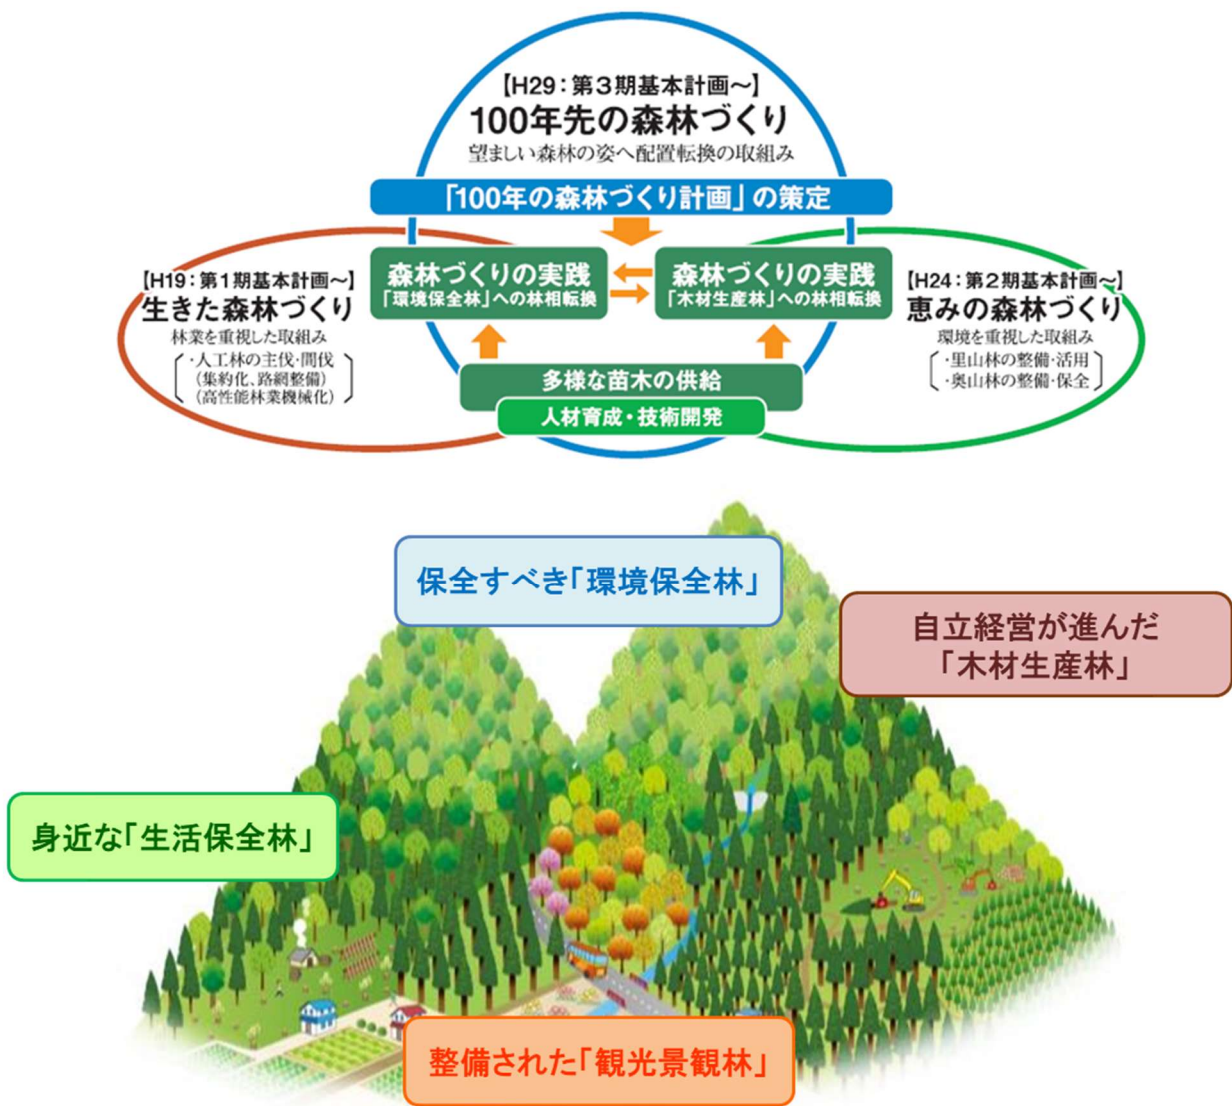 【H29:第3期基本計画~】
100年先の森林づくり
望ましい森林の姿へ配置転換の取組み
「100年の森林づくり計画」の策定
【H19:第1期基本計画~】
生きた森林づくり
林業を重視した取組み
・人工林の主伐・間伐
(集約化、路網整備)
(高性能林業機械化)
森林づくりの実践
「環境保全林」への林相転換
森林づくりの実践
「木材生産林」への林相転換
【H24:第2期基本計画~】
恵みの森林づくり
環境を重視した取組み
・里山林の整備・活用
・奥山林の整備・保全
多様な苗木の供給
人材育成・技術開発
保全すべき「環境保全林」
自立経営が進んだ
「木材生産林」
身近な「生活保全林」
整備された「観光景観林」